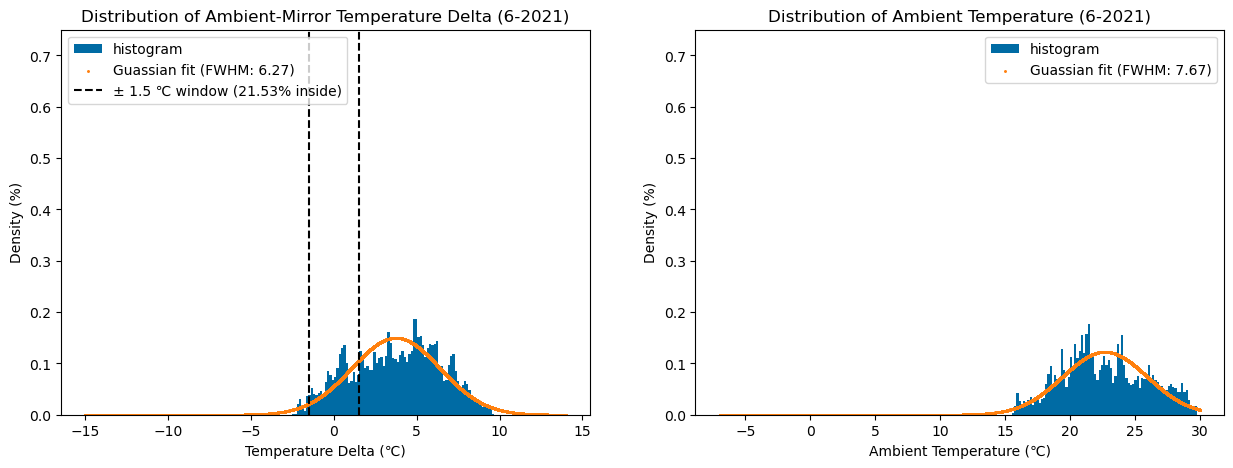 Distribution of Ambient-Mirror Temperature Delta (6-2021)
histogram
Guassian fit (FWHM: 6.27)
± 1.5 ℃ window (21.53% inside)
0.7
0.6
0.5
0.4
0.3
0.2
0.1
0.0
Density (%)
−15
−10
−5
0
5
10
15
Temperature Delta (℃)
Distribution of Ambient Temperature (6-2021)
histogram
Guassian fit (FWHM: 7.67)
0.7
0.6
0.5
0.4
0.3
0.2
0.1
0.0
Density (%)
−5
0
5
10
15
20
25
30
Ambient Temperature (℃)